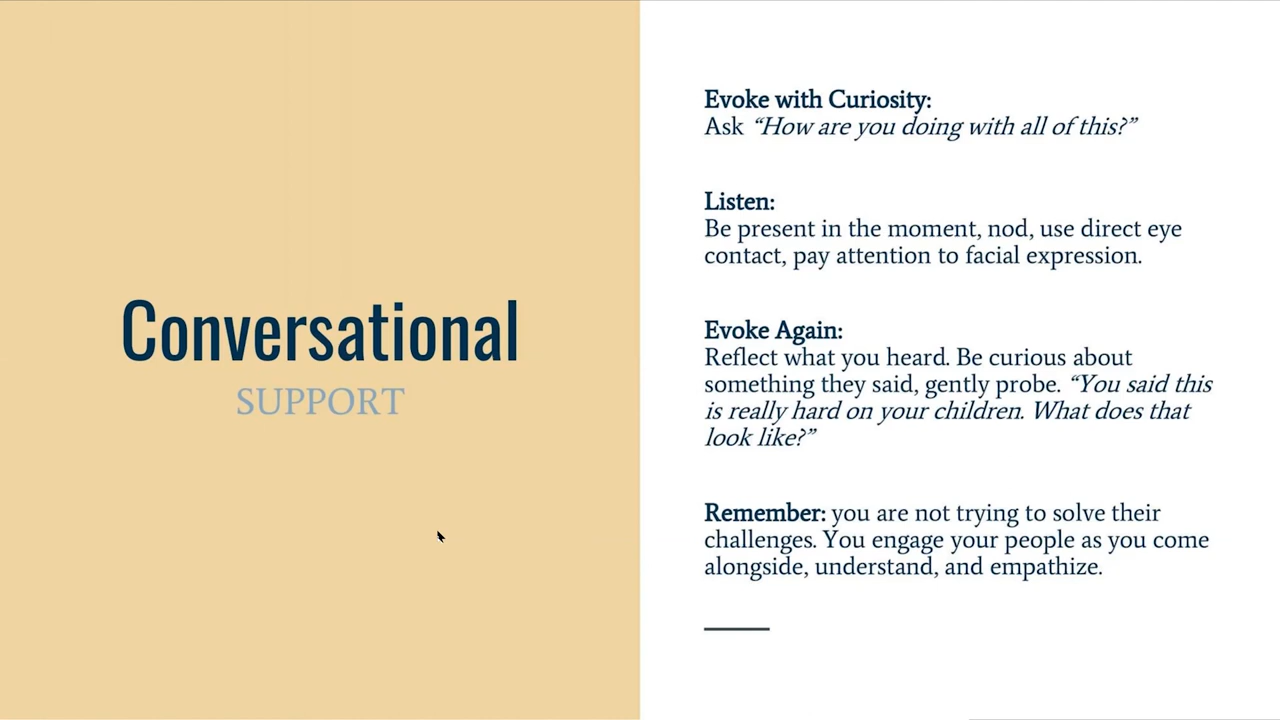 Conversational
SUPPORT
Evoke with Curiosity:
Ask “How are you doing with all of this?”
Listen:
Be present in the moment, nod, use direct eye
contact, pay attention to facial expression.
Evoke Again:
Reflect what you heard. Be curious about
something they said, gently probe. “You said this
is really hard on your children. What does that
look like?”
Remember: you are not trying to solve their
challenges. You engage your people as you come
alongside, understand, and empathize.